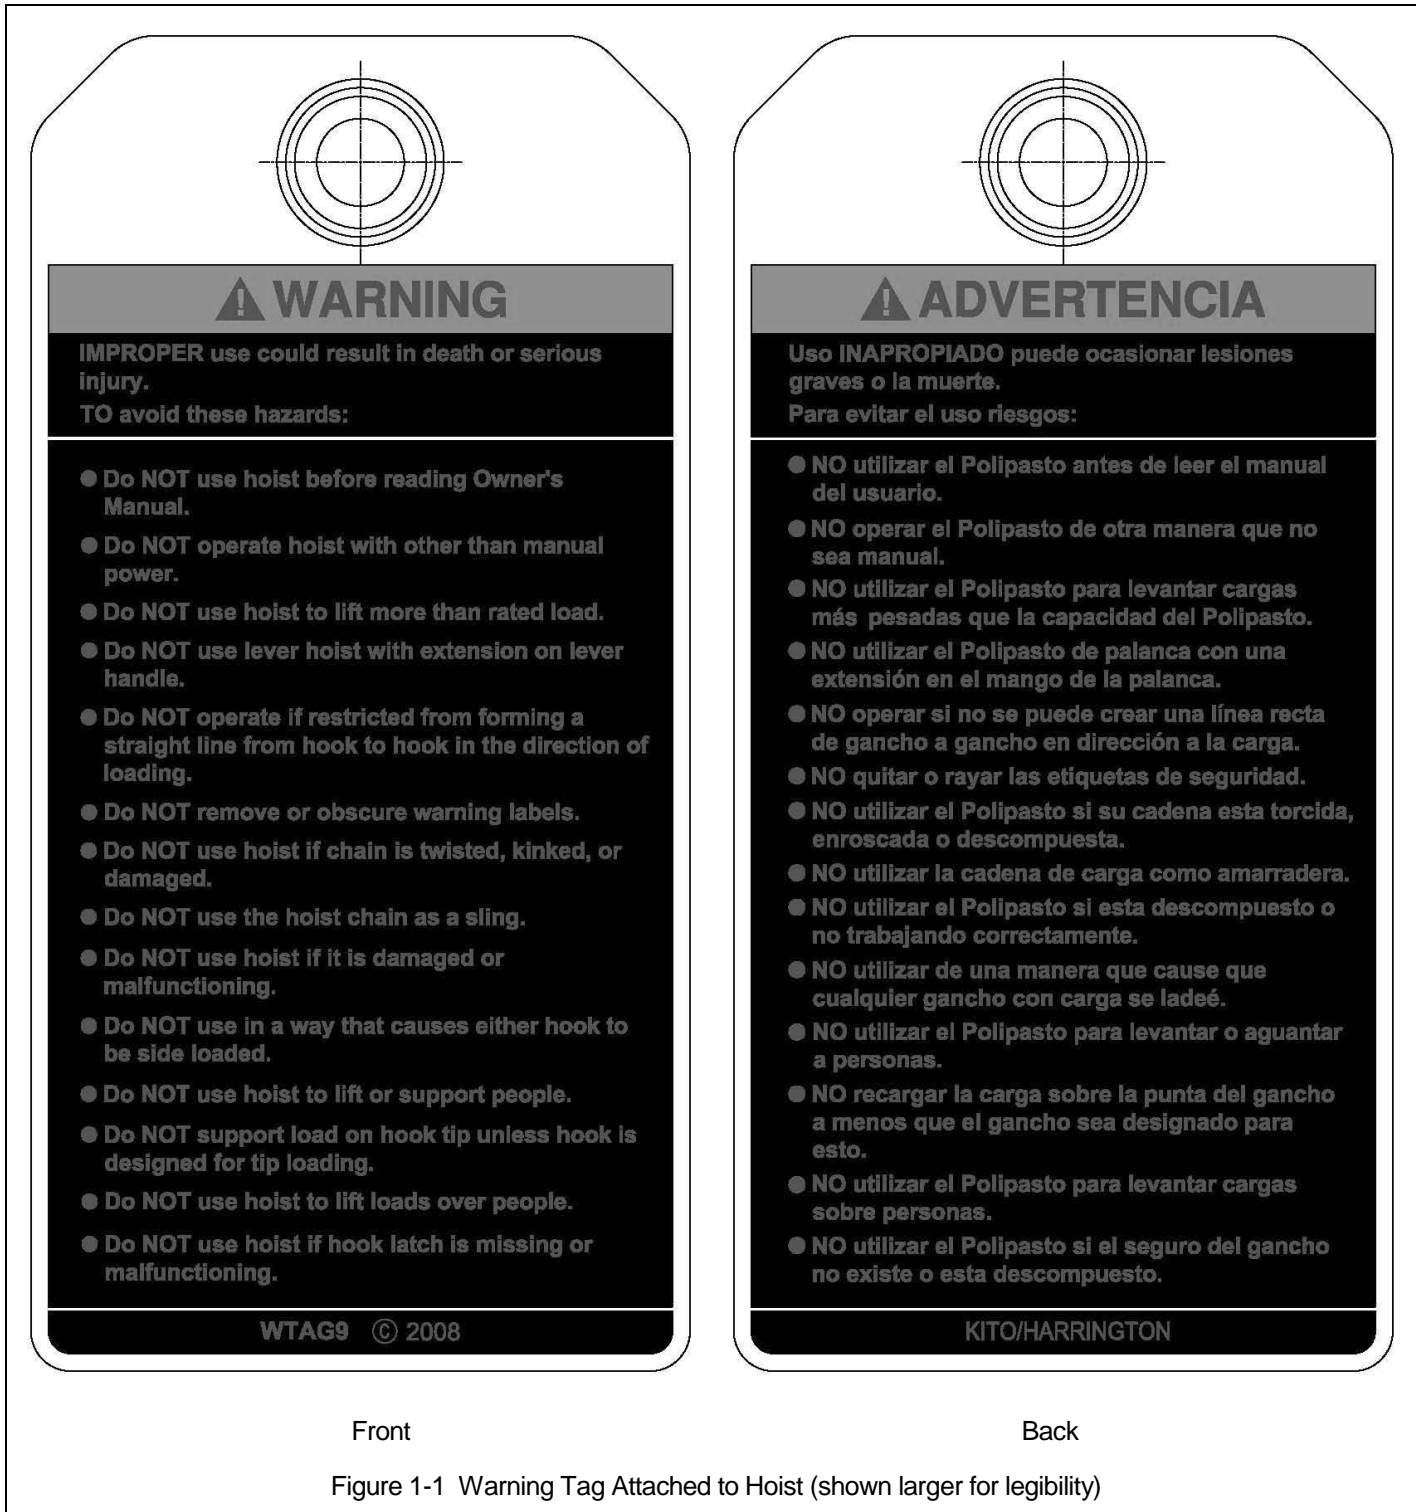 WARNING
IMPROPER use could result in death or serious
injury.
TO avoid these hazards:
● Do NOT use hoist before reading Owner's
Manual.
● Do NOT operate hoist with other than manual
power.
● Do NOT use hoist to lift more than rated load.
● Do NOT use lever hoist with extension on lever
handle.
● Do NOT operate if restricted from forming a
straight line from hook to hook in the direction of
loading.
● Do NOT remove or obscure warning labels.
● Do NOT use hoist if chain is twisted, kinked, or
damaged.
● Do NOT use the hoist chain as a sling.
● Do NOT use hoist if it is damaged or
malfunctioning.
● Do NOT use in a way that causes either hook to
be side loaded.
● Do NOT use hoist to lift or support people.
● Do NOT support load on hook tip unless hook is
designed for tip loading.
● Do NOT use hoist to lift loads over people.
● Do NOT use hoist if hook latch is missing or
malfunctioning.
WTAG9 © 2008
Front
ADVERTENCIA
Uso INAPROPIADO puede ocasionar lesiones
graves o la muerte.
Para evitar el uso riesgos:
● NO utilizar el Polipasto antes de leer el manual
del usuario.
● NO operar el Polipasto de otra manera que no
sea manual.
● NO utilizar el Polipasto para levantar cargas
más pesadas que la capacidad del Polipasto.
● NO utilizar el Polipasto de palanca con una
extensión en el mango de la palanca.
● NO operar si no se puede crear una línea recta
de gancho a gancho en dirección a la carga.
● NO quitar o rayar las etiquetas de seguridad.
● NO utilizar el Polipasto si su cadena esta torcida,
enroscada o descompuesta.
● NO utilizar la cadena de carga como amarradera.
● NO utilizar el Polipasto si esta descompuesto o
no trabajando correctamente.
● NO utilizar de una manera que cause que
cualquier gancho con carga se ladeé.
● NO utilizar el Polipasto para levantar o aguantar
a personas.
● NO recargar la carga sobre la punta del gancho
a menos que el gancho sea designado para
esto.
● NO utilizar el Polipasto para levantar cargas
sobre personas.
● NO utilizar el Polipasto si el seguro del gancho
no existe o esta descompuesto.
KITO/HARRINGTON
Back
Figure 1-1 Warning Tag Attached to Hoist (shown larger for legibility)